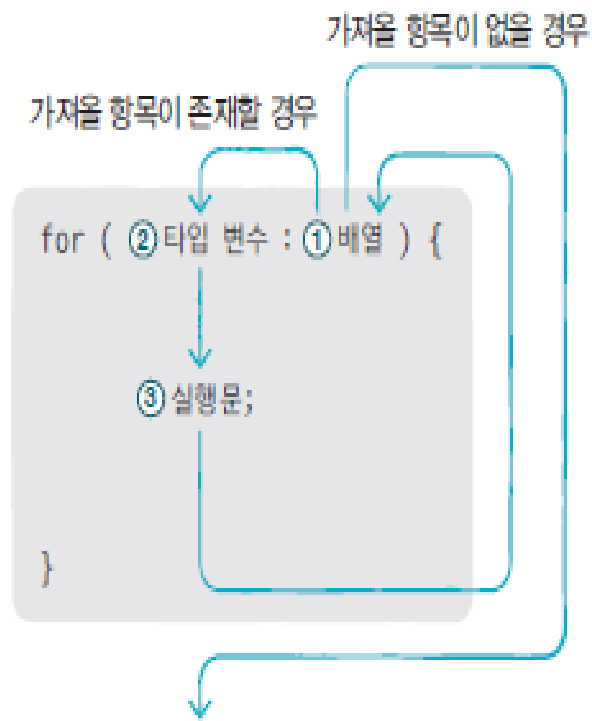 가져올 항목이 없을 경우
가져올 항목이 존재할 경우
for ( ②타입 변수 : ①배열 ) {
③실행문;
}